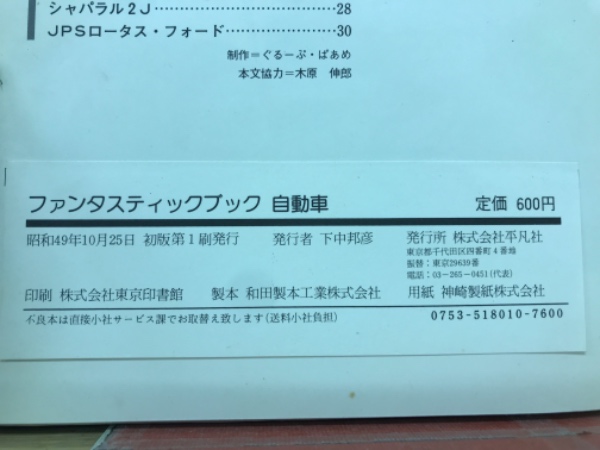 シャパラル2J……………………………28
JPSロータス・フォード…………………30
制作=ぐるーぷ・ぱあめ
本文協力=木原 伸郎
ファンタスティックブック 自動車 定価 600円
昭和49年10月25日 初版第1刷発行 発行者 下中邦彦 発行所 株式会社平凡社
東京都千代田区四番町4番地
振替:東京29639番
電話:03-265-0451(代表)
印刷 株式会社東京印書館 製本 和田製本工業株式会社 用紙 神崎製紙株式会社
不良本は直接小社サービス課でお取替え致します(送料小社負担) 0753-518010-7600